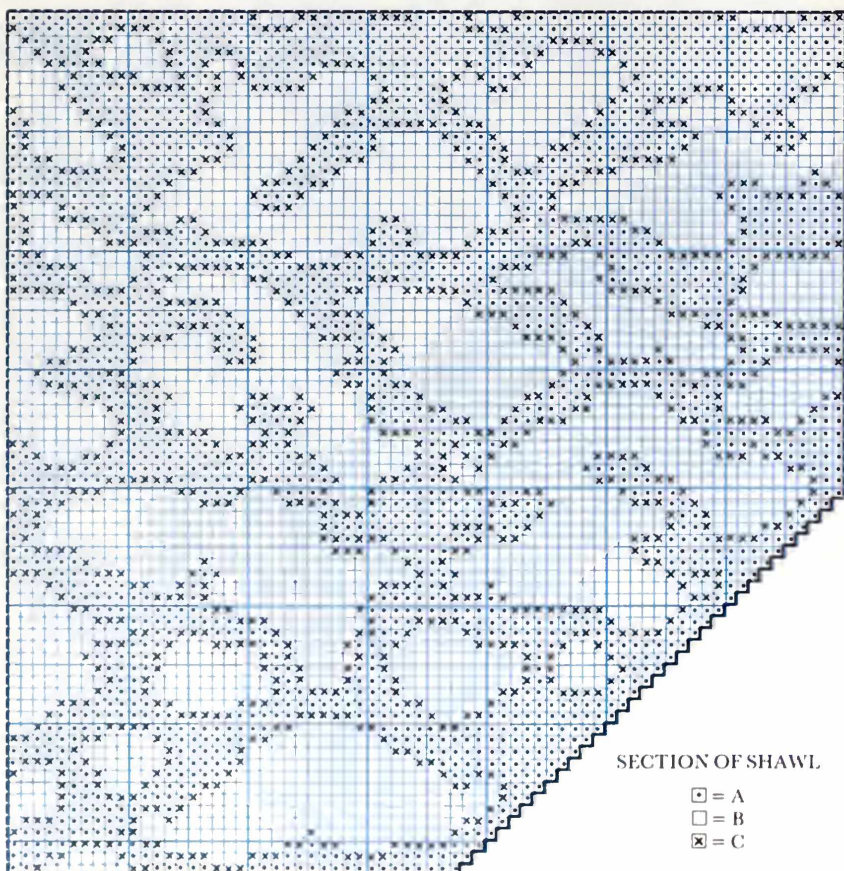 SECTION OF SHAWL
⊡ = A
□ = B
☒ = C